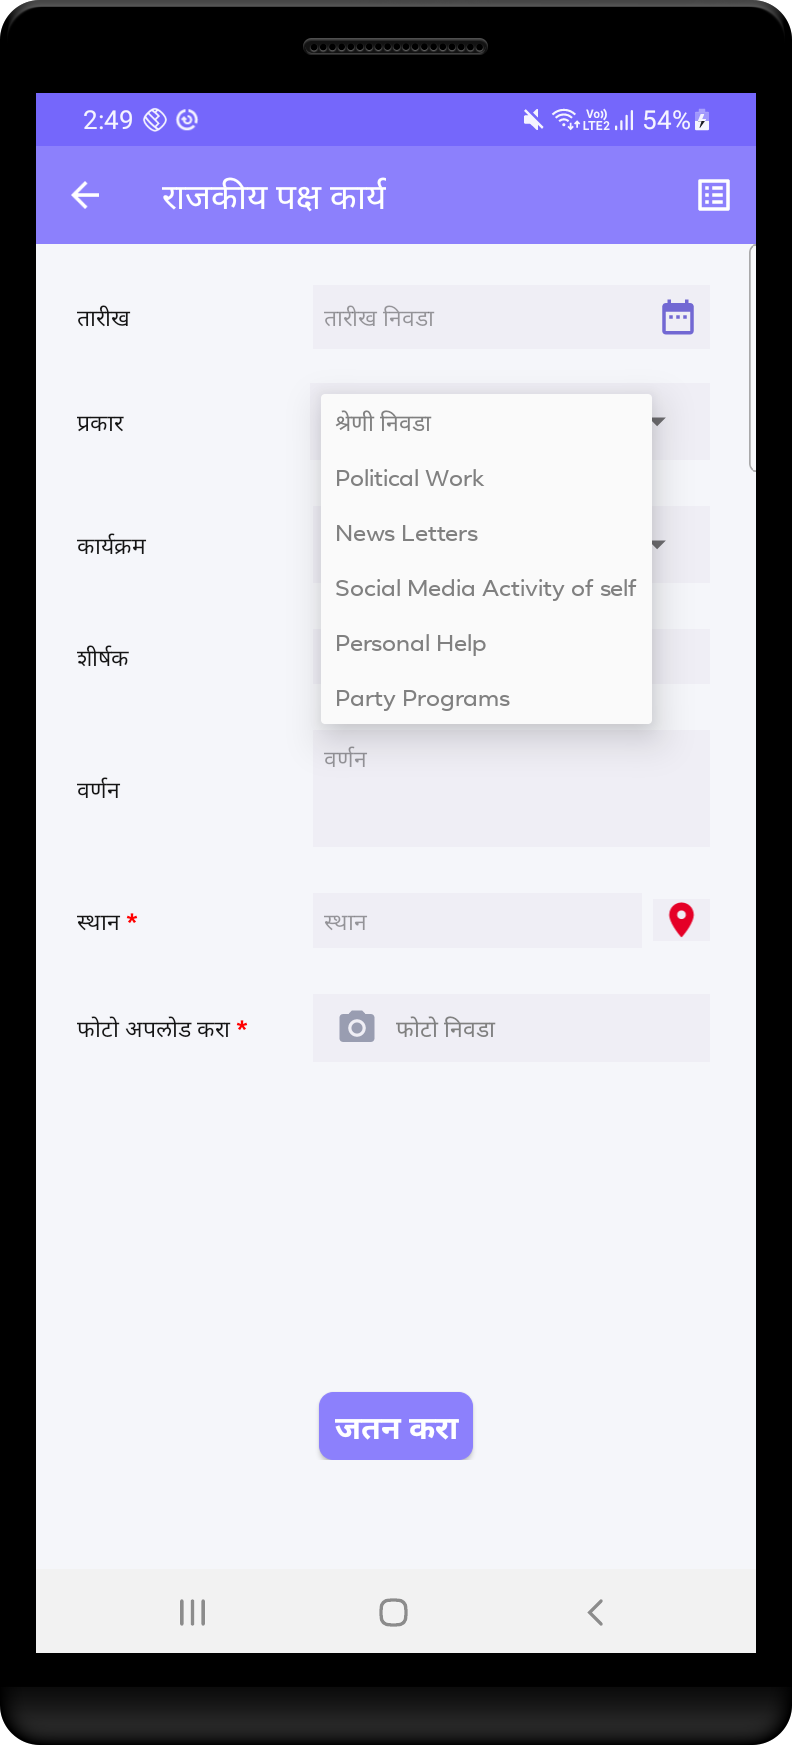 2:49 Vo)) LTE2 54%
राजकीय पक्ष कार्य
तारीख तारीख निवडा
प्रकार श्रेणी निवडा
Political Work
News Letters
कार्यक्रम
Social Media Activity of self
Personal Help
शीर्षक
Party Programs
वर्णन
वर्णन
स्थान * स्थान
फोटो अपलोड करा * फोटो निवडा
जतन करा